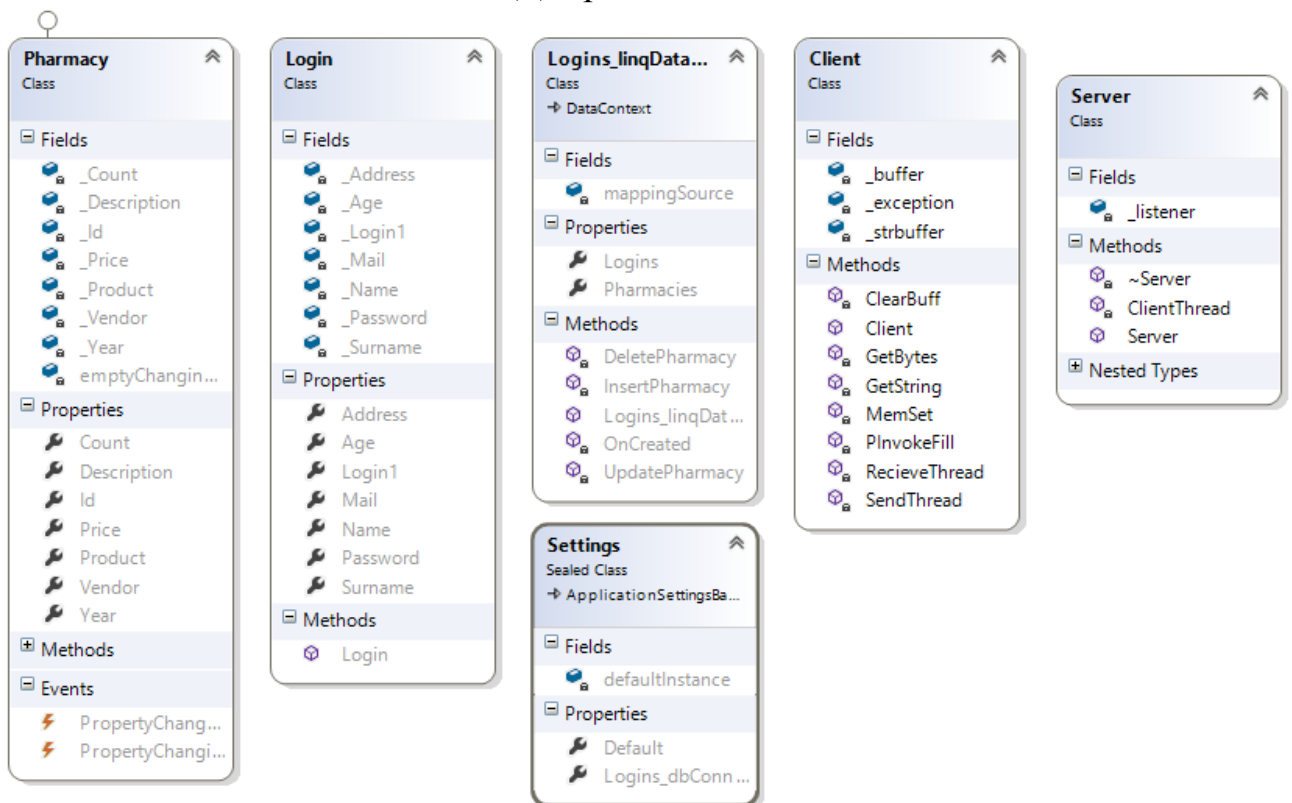 Pharmacy
Class
Fields
_Count
_Description
_Id
_Price
_Product
_Vendor
_Year
emptyChangin...
Properties
Count
Description
Id
Price
Product
Vendor
Year
Methods
Events
PropertyChang...
PropertyChangi...
Login
Class
Fields
_Address
_Age
_Login1
_Mail
_Name
_Password
_Surname
Properties
Address
Age
Login1
Mail
Name
Password
Surname
Methods
Login
Logins_linqData...
Class
DataContext
Fields
mappingSource
Properties
Logins
Pharmacies
Methods
DeletePharmacy
InsertPharmacy
Logins_linqDat...
OnCreated
UpdatePharmacy
Settings
Sealed Class
ApplicationSettingsBa...
Fields
defaultInstance
Properties
Default
Logins_dbConn...
Client
Class
Fields
_buffer
_exception
_strbuffer
Methods
ClearBuff
Client
GetBytes
GetString
MemSet
PInvokeFill
RecieveThread
SendThread
Server
Class
Fields
_listener
Methods
~Server
ClientThread
Server
Nested Types